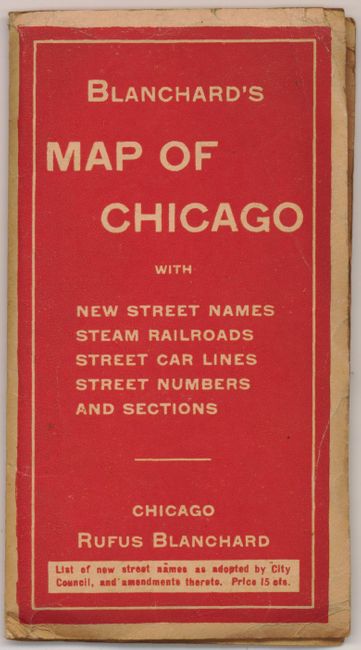 BLANCHARD'S
MAP OF
CHICAGO
WITH
NEW STREET NAMES
STEAM RAILROADS
STREET CAR LINES
STREET NUMBERS
AND SECTIONS
CHICAGO
RUFUS BLANCHARD
List of new street names as adopted by City
Council, and amendments thereto. Price 15 cts.